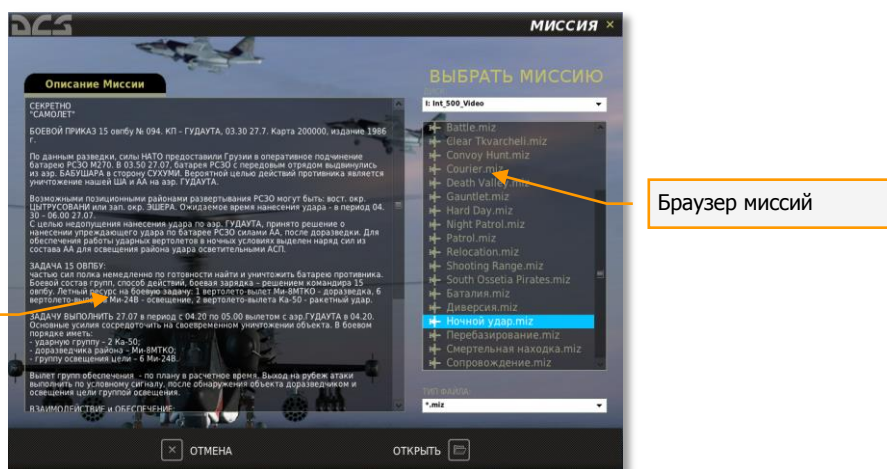 DCS
МИССИЯ ×
ВЫБРАТЬ МИССИЮ
ДИСК
I: Int_500_Video
Описание Миссии
СЕКРЕТНО
"САМОЛЕТ"
БОЕВОЙ ПРИКАЗ 15 овпбу № 094. КП - ГУДАУТА, 03.30 27.7. Карта 200000, издание 1986
г.
По данным разведки, силы НАТО предоставили Грузии в оперативное подчинение
батарею РСЗО М270. В 03.50 27.07, батарея РСЗО с передовым отрядом выдвинулись
из аэр. БАБУШАРА в сторону СУХУМИ. Вероятной целью действий противника является
уничтожение нашей ША и АА на аэр. ГУДАУТА.
Возможными позиционными районами развертывания РСЗО могут быть: вост. окр.
ЦЫТРУСОВАНИ или зап. окр. ЭШЕРА. Ожидаемое время нанесения удара - в период 04.
30 - 06.00 27.07.
С целью недопущения нанесения удара по аэр. ГУДАУТА, принято решение о
нанесении упреждающего удара по батарее РСЗО силами АА, после доразведки. Для
обеспечения работы ударных вертолетов в ночных условиях выделен наряд сил из
состава АА для освещения района удара осветительными АСП.
ЗАДАЧА 15 ОВПБУ:
частью сил полка немедленно по готовности найти и уничтожить батарею противника.
Боевой состав групп, способ действий, боевая зарядка - решением командира 15
овпбу. Летный ресурс на боевую задачу: 1 вертолето-вылет Ми-8МТКО - доразведка, 6
вертолето-вылетов Ми-24В - освещение, 2 вертолето-вылета Ка-50 - ракетный удар.
ЗАДАЧУ ВЫПОЛНИТЬ 27.07 в период с 04.20 по 05.00 вылетом с аэр.ГУДАУТА в 04.20.
Основные усилия сосредоточить на своевременном уничтожении объекта. В боевом
порядке иметь:
- ударную группу - 2 Ка-50;
- доразведчика района - Ми-8МТКО;
- группу освещения цели - 6 Ми-24В.
Вылет групп обеспечения - по плану в расчетное время. Выход на рубеж атаки
выполнить по условному сигналу, после обнаружения объекта доразведчиком и
освещения цели группой освещения.
ВЗАИМОДЕЙСТВИЕ и ОБЕСПЕЧЕНИЕ:
Battle.miz
Clear Tkvarcheli.miz
Convoy Hunt.miz
Courier.miz
Death Valley.miz
Gauntlet.miz
Hard Day.miz
Night Patrol.miz
Patrol.miz
Relocation.miz
Shooting Range.miz
South Ossetia Pirates.miz
Баталия.miz
Диверсия.miz
Ночной удар.miz
Перебазирование.miz
Смертельная находка.miz
Сопровождение.miz
ТИП ФАЙЛА
*.miz
ОТМЕНА
ОТКРЫТЬ
Браузер миссий